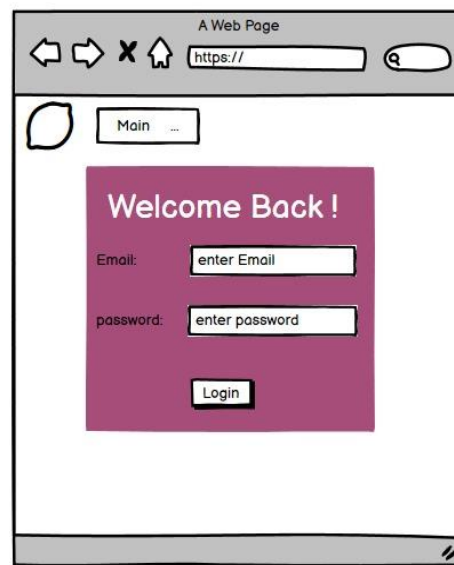 A Web Page
https://
Main ...
Welcome Back !
Email: enter Email
password: enter password
Login